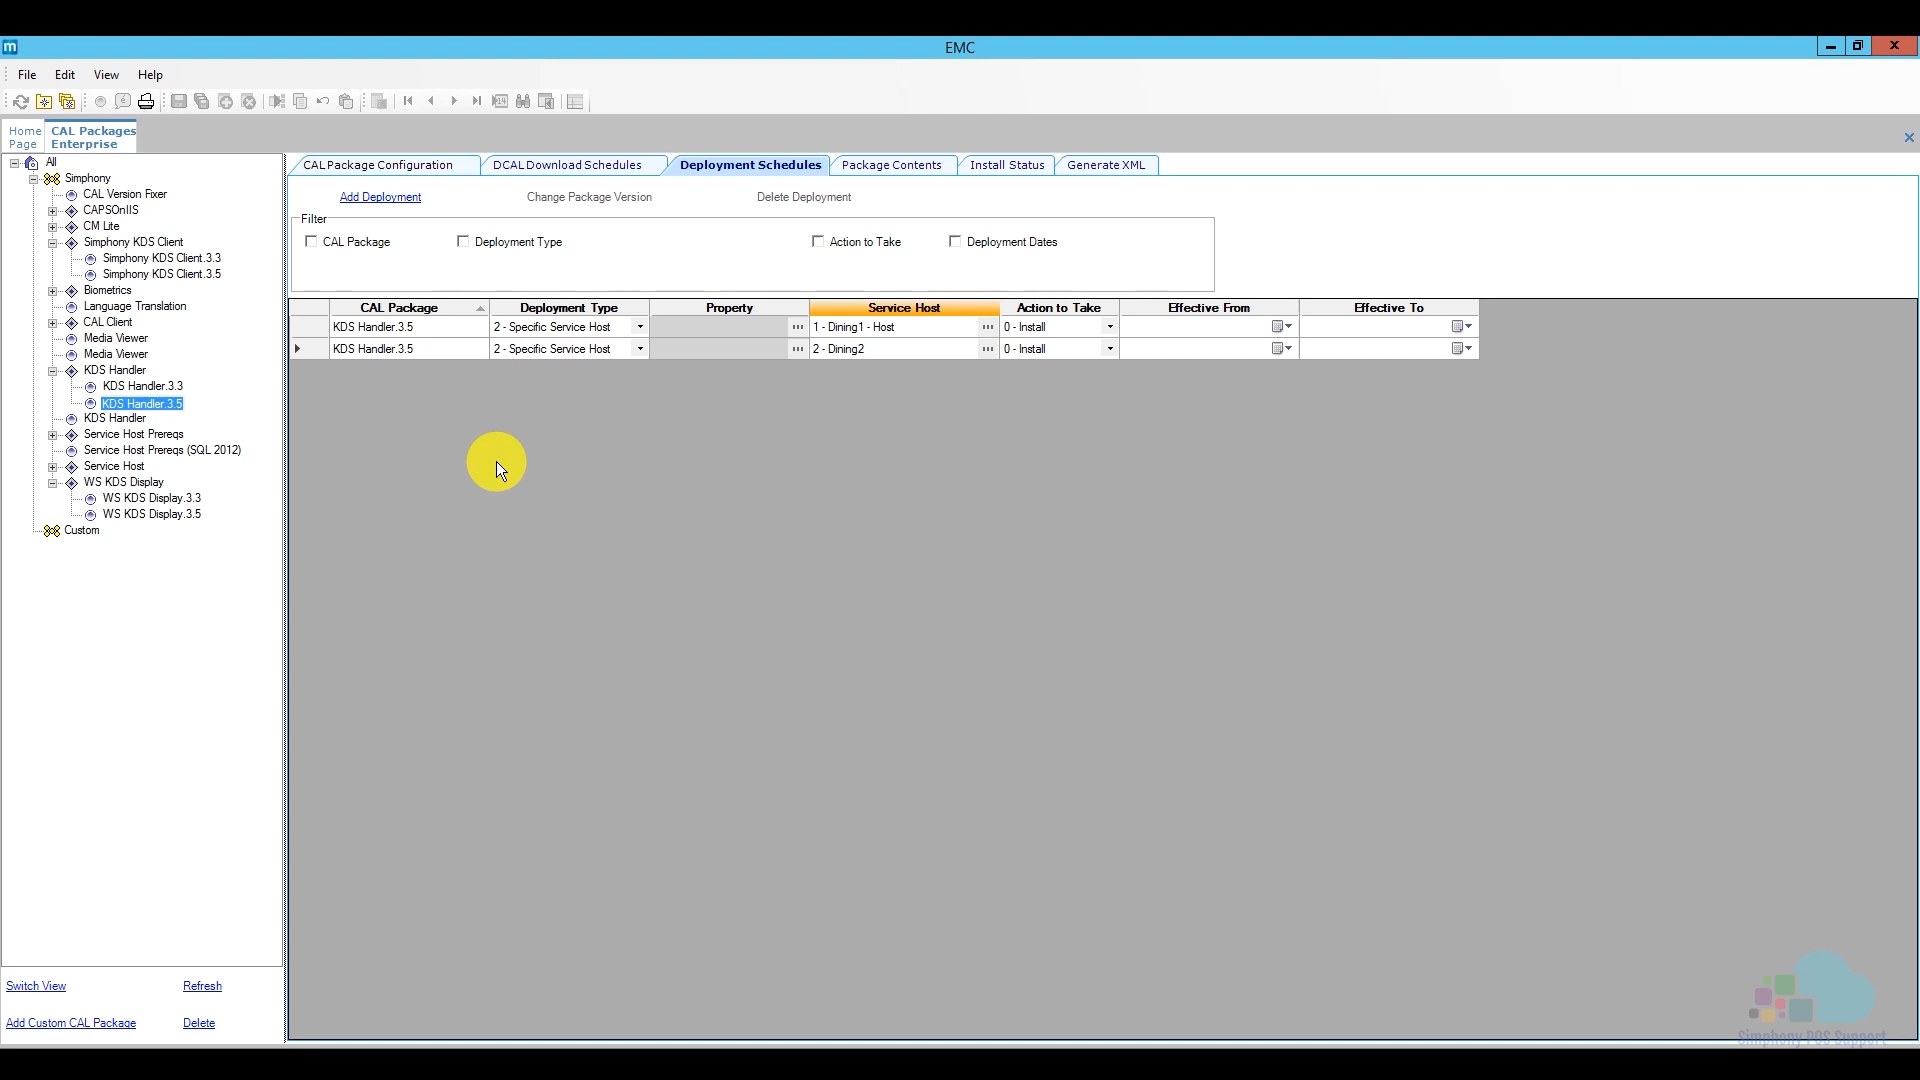 m
EMC
File Edit View Help
Home Page
CAL Packages Enterprise
All
Simphony
CAL Version Fixer
CAPSOnIIS
CM Lite
Simphony KDS Client
Simphony KDS Client.3.3
Simphony KDS Client.3.5
Biometrics
Language Translation
CAL Client
Media Viewer
Media Viewer
KDS Handler
KDS Handler.3.3
KDS Handler.3.5
KDS Handler
Service Host Prereqs
Service Host Prereqs (SQL 2012)
Service Host
WS KDS Display
WS KDS Display.3.3
WS KDS Display.3.5
Custom
Switch View Refresh
Add Custom CAL Package Delete
CAL Package Configuration DCAL Download Schedules Deployment Schedules Package Contents Install Status Generate XML
Add Deployment Change Package Version Delete Deployment
Filter
CAL Package Deployment Type Action to Take Deployment Dates
CAL Package Deployment Type Property Service Host Action to Take Effective From Effective To
KDS Handler.3.5 2 - Specific Service Host 1 - Dining1 - Host 0 - Install
KDS Handler.3.5 2 - Specific Service Host 2 - Dining2 0 - Install
Simphony POS Support